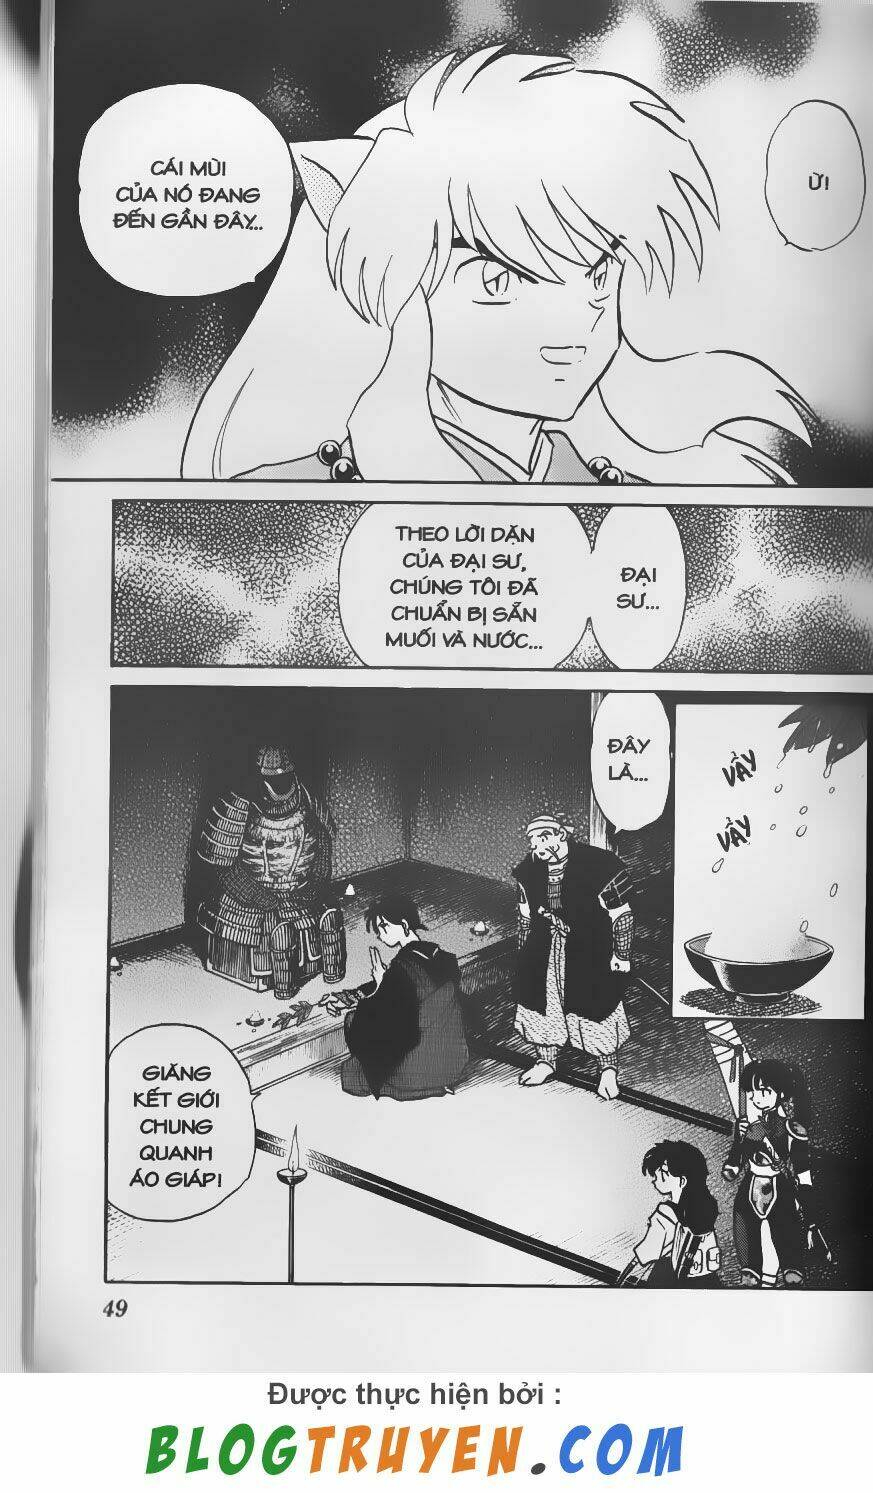 Ừ!
CÁI MÙI
CỦA NÓ ĐANG
ĐẾN GẦN ĐÂY...
ĐẠI
SƯ...
THEO LỜI DẶN
CỦA ĐẠI SƯ,
CHÚNG TÔI ĐÃ
CHUẨN BỊ SẴN
MUỐI VÀ NƯỚC...
VẨY
VẨY
ĐÂY
LÀ...
GIĂNG
KẾT GIỚI
CHUNG
QUANH
ÁO GIÁP!
49
Được thực hiện bởi :
BLOGTRUYEN.COM